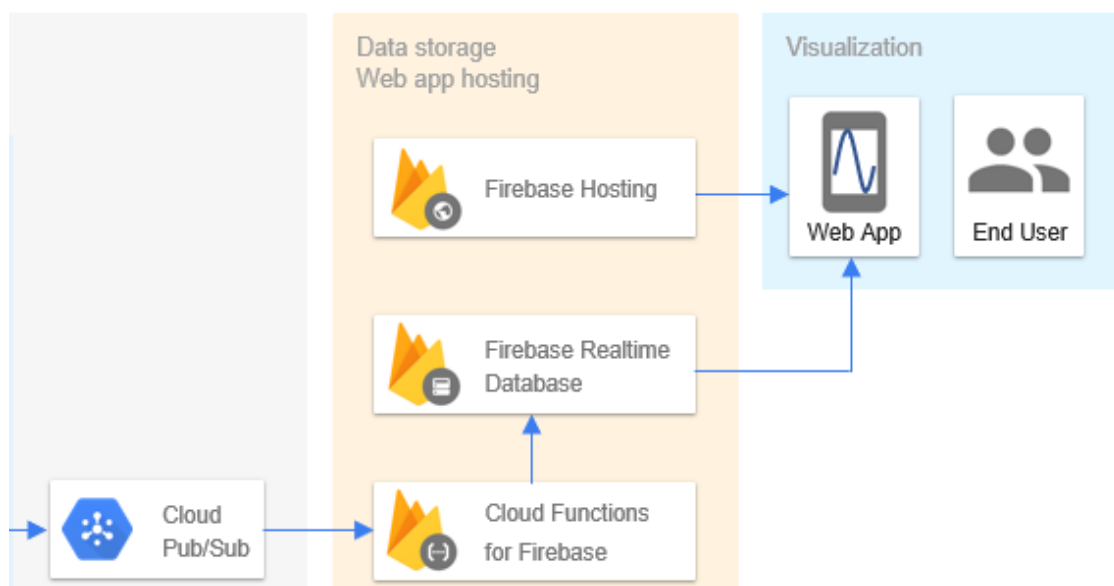 Data storage
Web app hosting
Visualization
Firebase Hosting
Web App
End User
Firebase Realtime
Database
Cloud
Pub/Sub
Cloud Functions
for Firebase